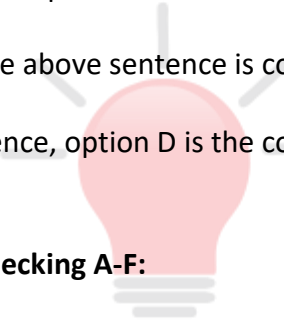 e above sentence is co
ence, option D is the co
ecking A-F: